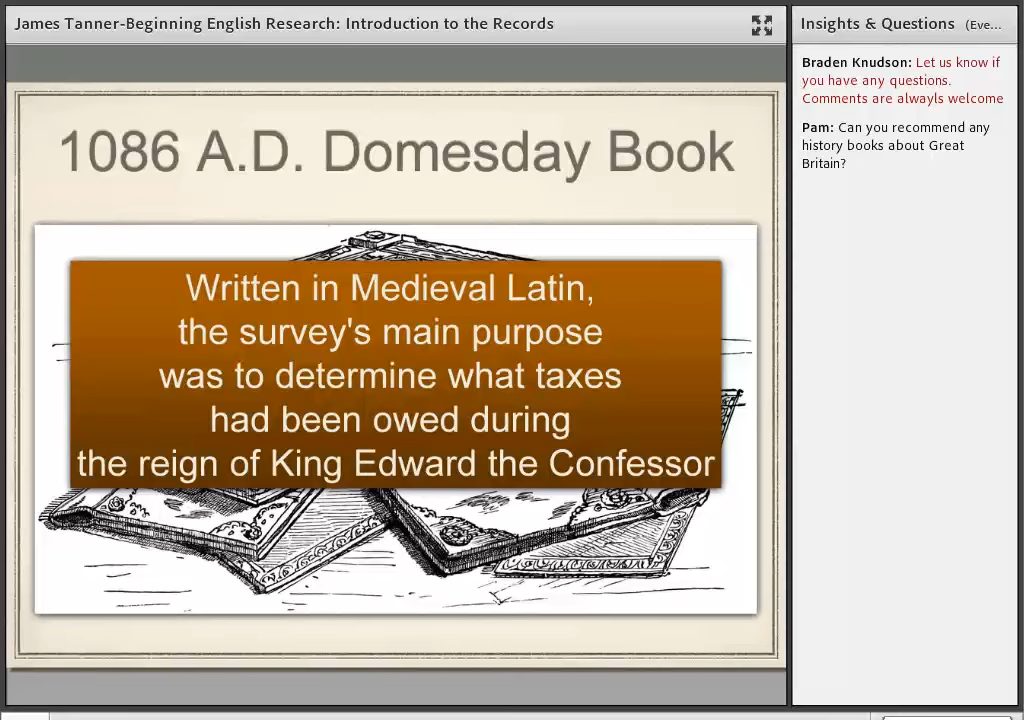 James Tanner-Beginning English Research: Introduction to the Records
1086 A.D. Domesday Book
Written in Medieval Latin,
the survey's main purpose
was to determine what taxes
had been owed during
the reign of King Edward the Confessor
Insights & Questions (Eve...
Braden Knudson: Let us know if
you have any questions.
Comments are alwayls welcome
Pam: Can you recommend any
history books about Great
Britain?